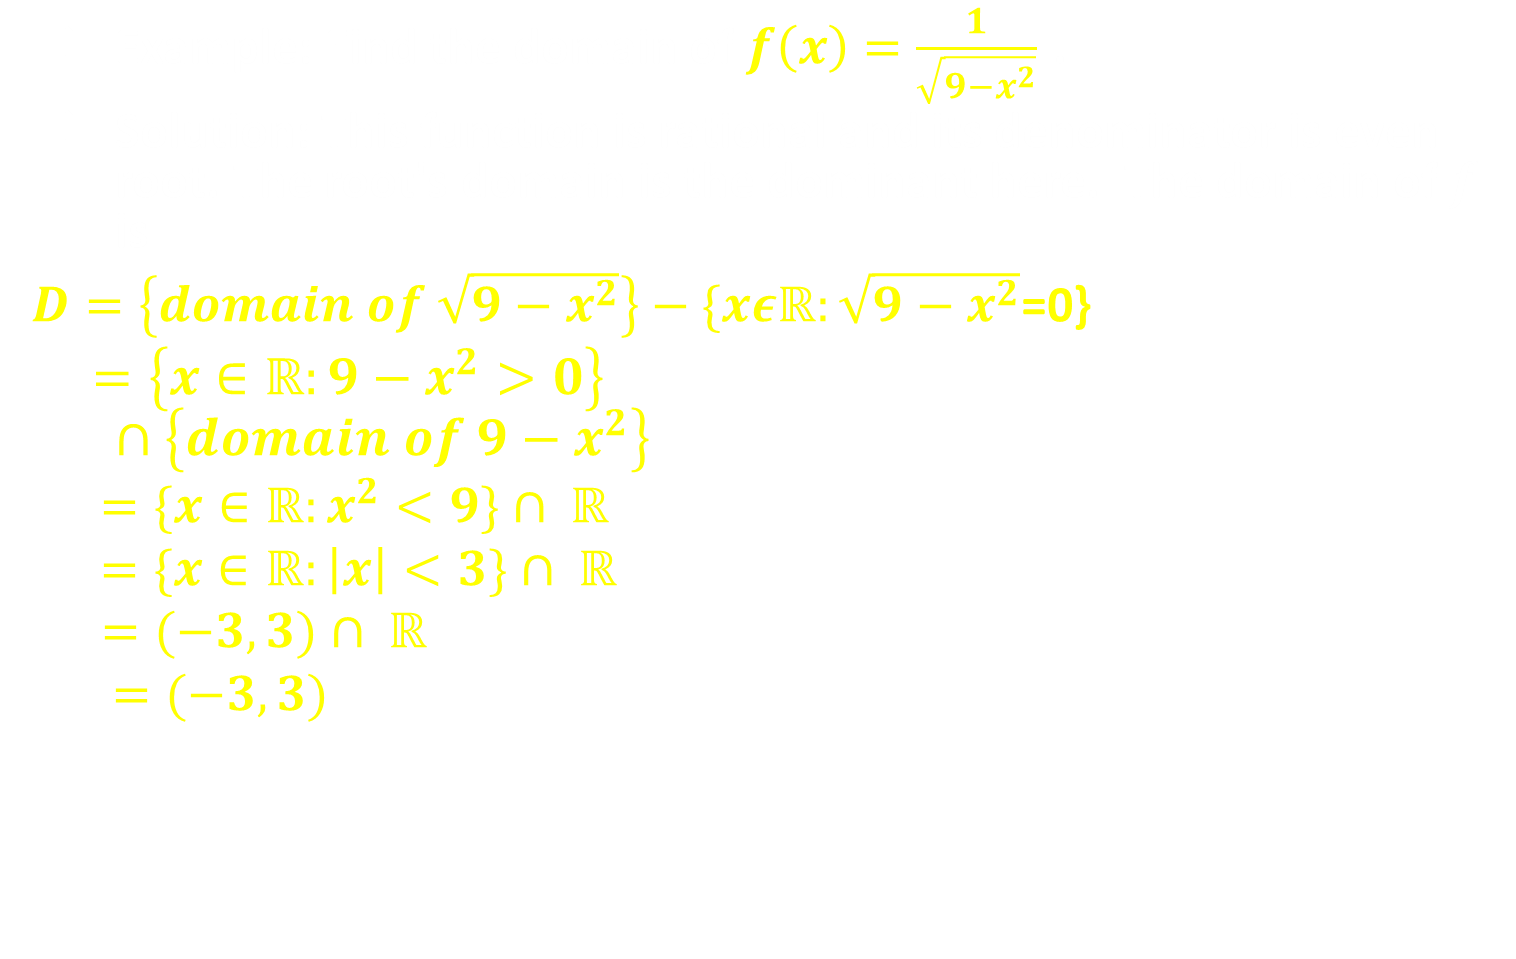 f(x) = 1/√(9−x²)
D = {domain of √(9 − x²)} − {xϵℝ: √(9 − x²)=0}
= {x ∈ ℝ: 9 − x² > 0}
∩ {domain of 9 − x²}
= {x ∈ ℝ: x² < 9} ∩ ℝ
= {x ∈ ℝ: |x| < 3} ∩ ℝ
= (−3, 3) ∩ ℝ
= (−3, 3)